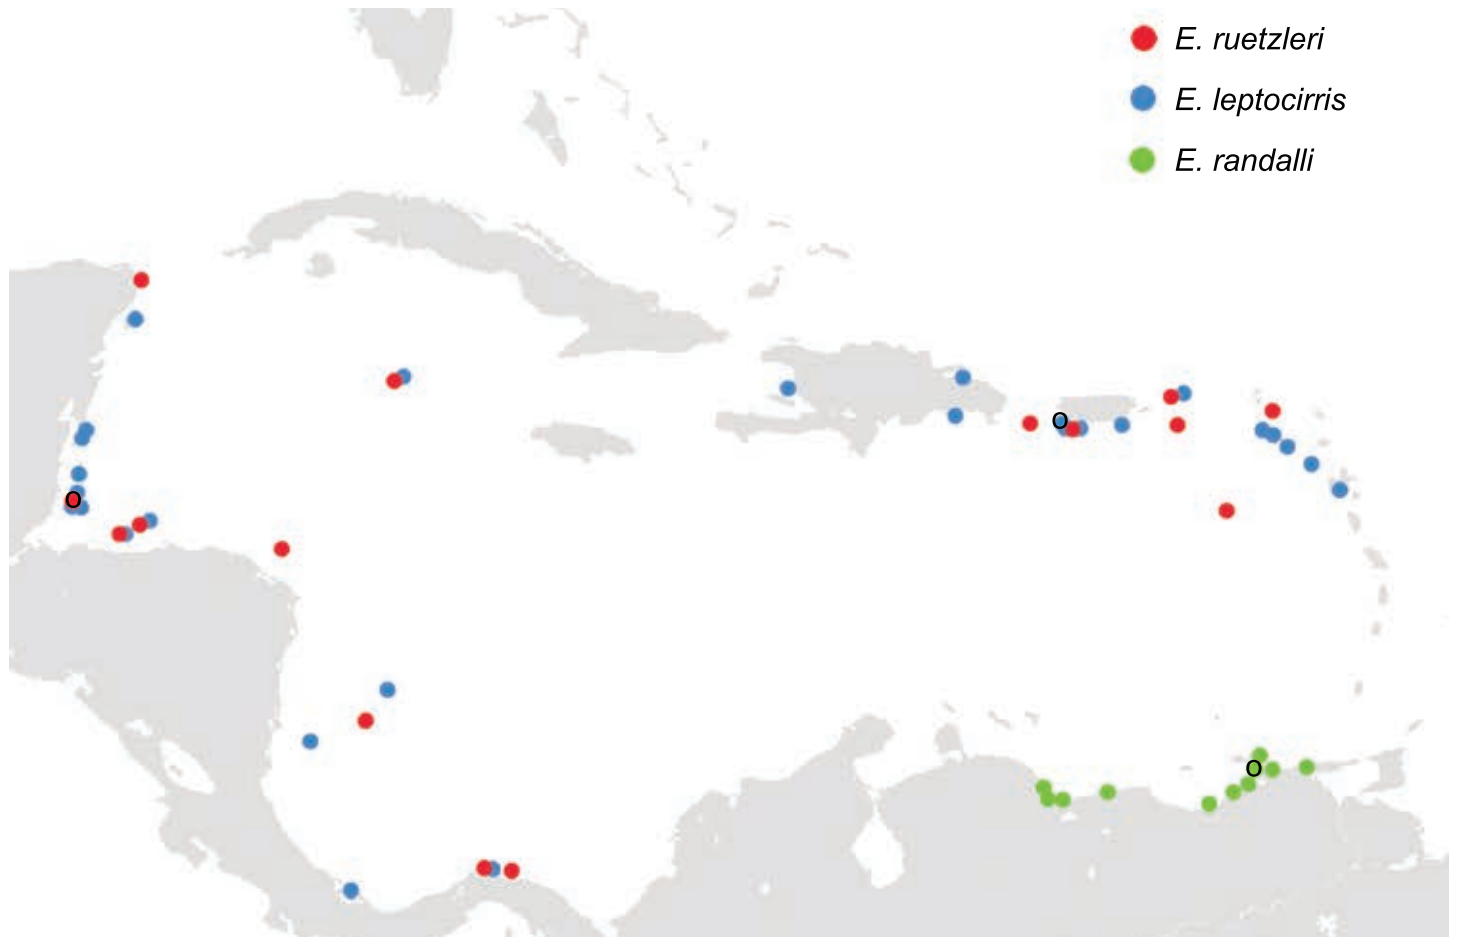 E. ruetzleri
E. leptocirris
E. randalli
o
o
o